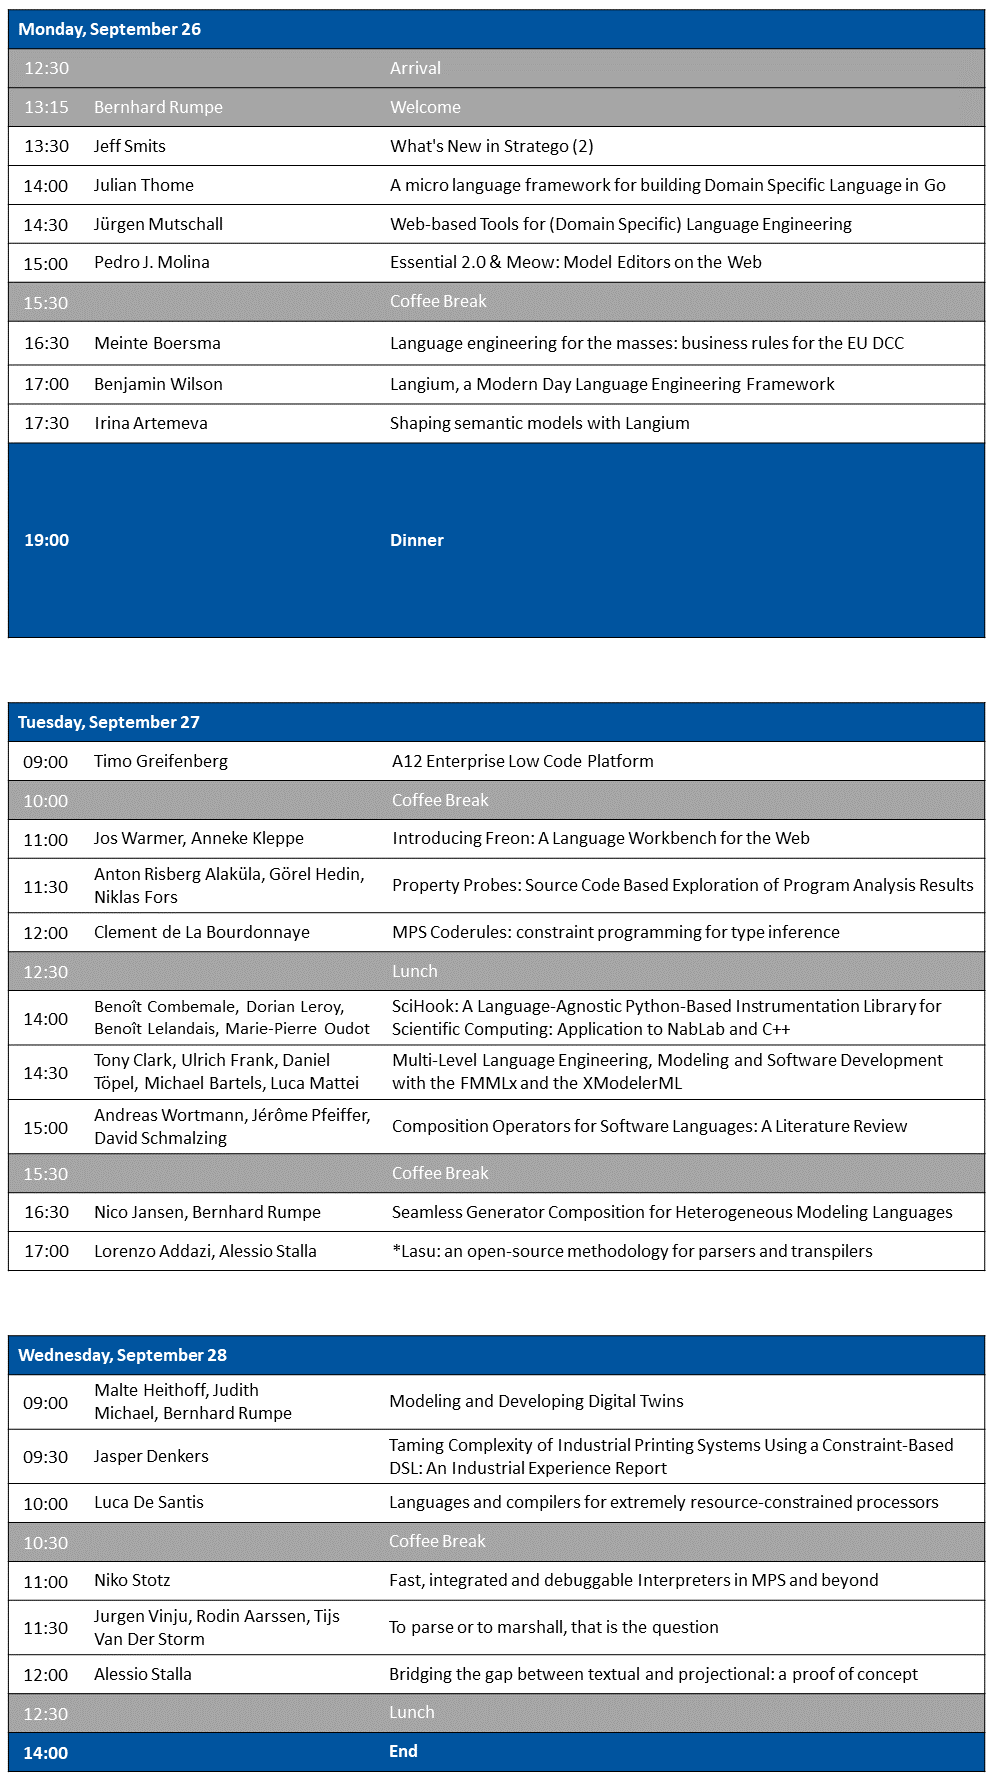 Monday, September 26
12:30 Arrival
13:15 Bernhard Rumpe Welcome
13:30 Jeff Smits What's New in Stratego (2)
14:00 Julian Thome A micro language framework for building Domain Specific Language in Go
14:30 Jürgen Mutschall Web-based Tools for (Domain Specific) Language Engineering
15:00 Pedro J. Molina Essential 2.0 & Meow: Model Editors on the Web
15:30 Coffee Break
16:30 Meinte Boersma Language engineering for the masses: business rules for the EU DCC
17:00 Benjamin Wilson Langium, a Modern Day Language Engineering Framework
17:30 Irina Artemeva Shaping semantic models with Langium
19:00 Dinner
Tuesday, September 27
09:00 Timo Greifenberg A12 Enterprise Low Code Platform
10:00 Coffee Break
11:00 Jos Warmer, Anneke Kleppe Introducing Freon: A Language Workbench for the Web
11:30 Anton Risberg Alaküla, Görel Hedin,
Niklas Fors
Property Probes: Source Code Based Exploration of Program Analysis Results
12:00 Clement de La Bourdonnaye MPS Coderules: constraint programming for type inference
12:30 Lunch
14:00 Benoît Combemale, Dorian Leroy,
Benoît Lelandais, Marie-Pierre Oudot
SciHook: A Language-Agnostic Python-Based Instrumentation Library for
Scientific Computing: Application to NabLab and C++
14:30 Tony Clark, Ulrich Frank, Daniel
Töpel, Michael Bartels, Luca Mattei
Multi-Level Language Engineering, Modeling and Software Development
with the FMMLx and the XModelerML
15:00 Andreas Wortmann, Jérôme Pfeiffer,
David Schmalzing
Composition Operators for Software Languages: A Literature Review
15:30 Coffee Break
16:30 Nico Jansen, Bernhard Rumpe Seamless Generator Composition for Heterogeneous Modeling Languages
17:00 Lorenzo Addazi, Alessio Stalla *Lasu: an open-source methodology for parsers and transpilers
Wednesday, September 28
09:00 Malte Heithoff, Judith
Michael, Bernhard Rumpe
Modeling and Developing Digital Twins
09:30 Jasper Denkers
Taming Complexity of Industrial Printing Systems Using a Constraint-Based
DSL: An Industrial Experience Report
10:00 Luca De Santis Languages and compilers for extremely resource-constrained processors
10:30 Coffee Break
11:00 Niko Stotz Fast, integrated and debuggable Interpreters in MPS and beyond
11:30 Jurgen Vinju, Rodin Aarssen, Tijs
Van Der Storm
To parse or to marshall, that is the question
12:00 Alessio Stalla Bridging the gap between textual and projectional: a proof of concept
12:30 Lunch
14:00 End